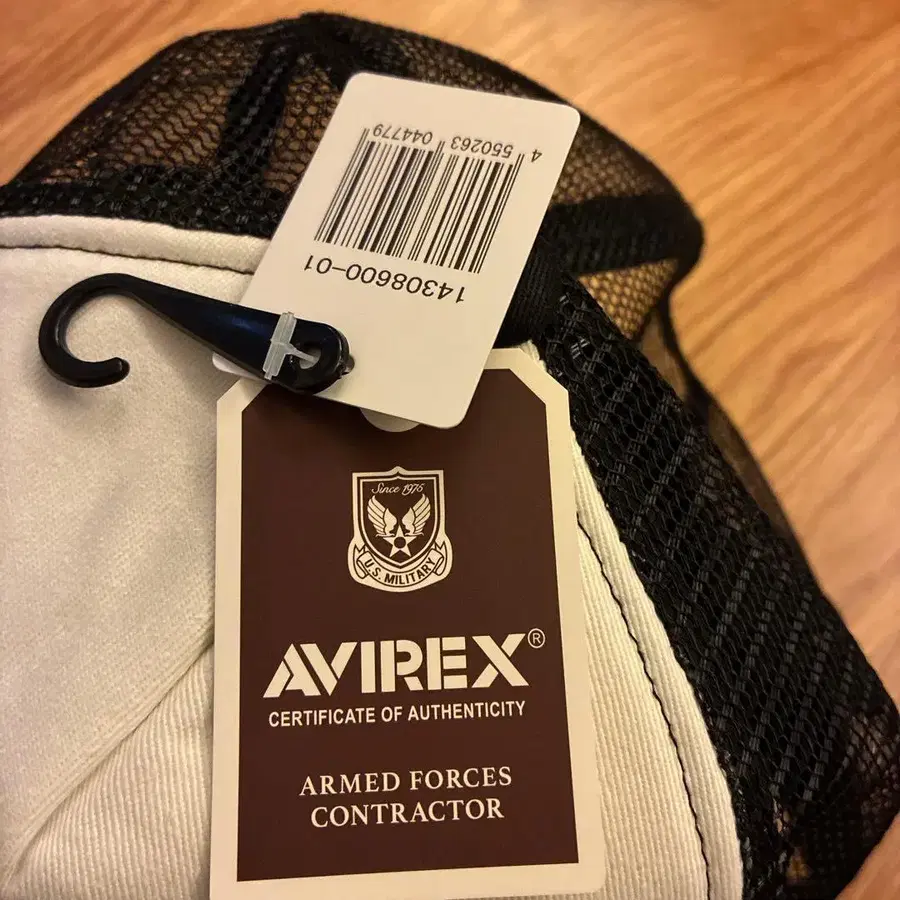 4 550263 044779
14308600-01
Since 1975
U.S. MILITARY
AVIREX®
CERTIFICATE OF AUTHENTICITY
ARMED FORCES
CONTRACTOR